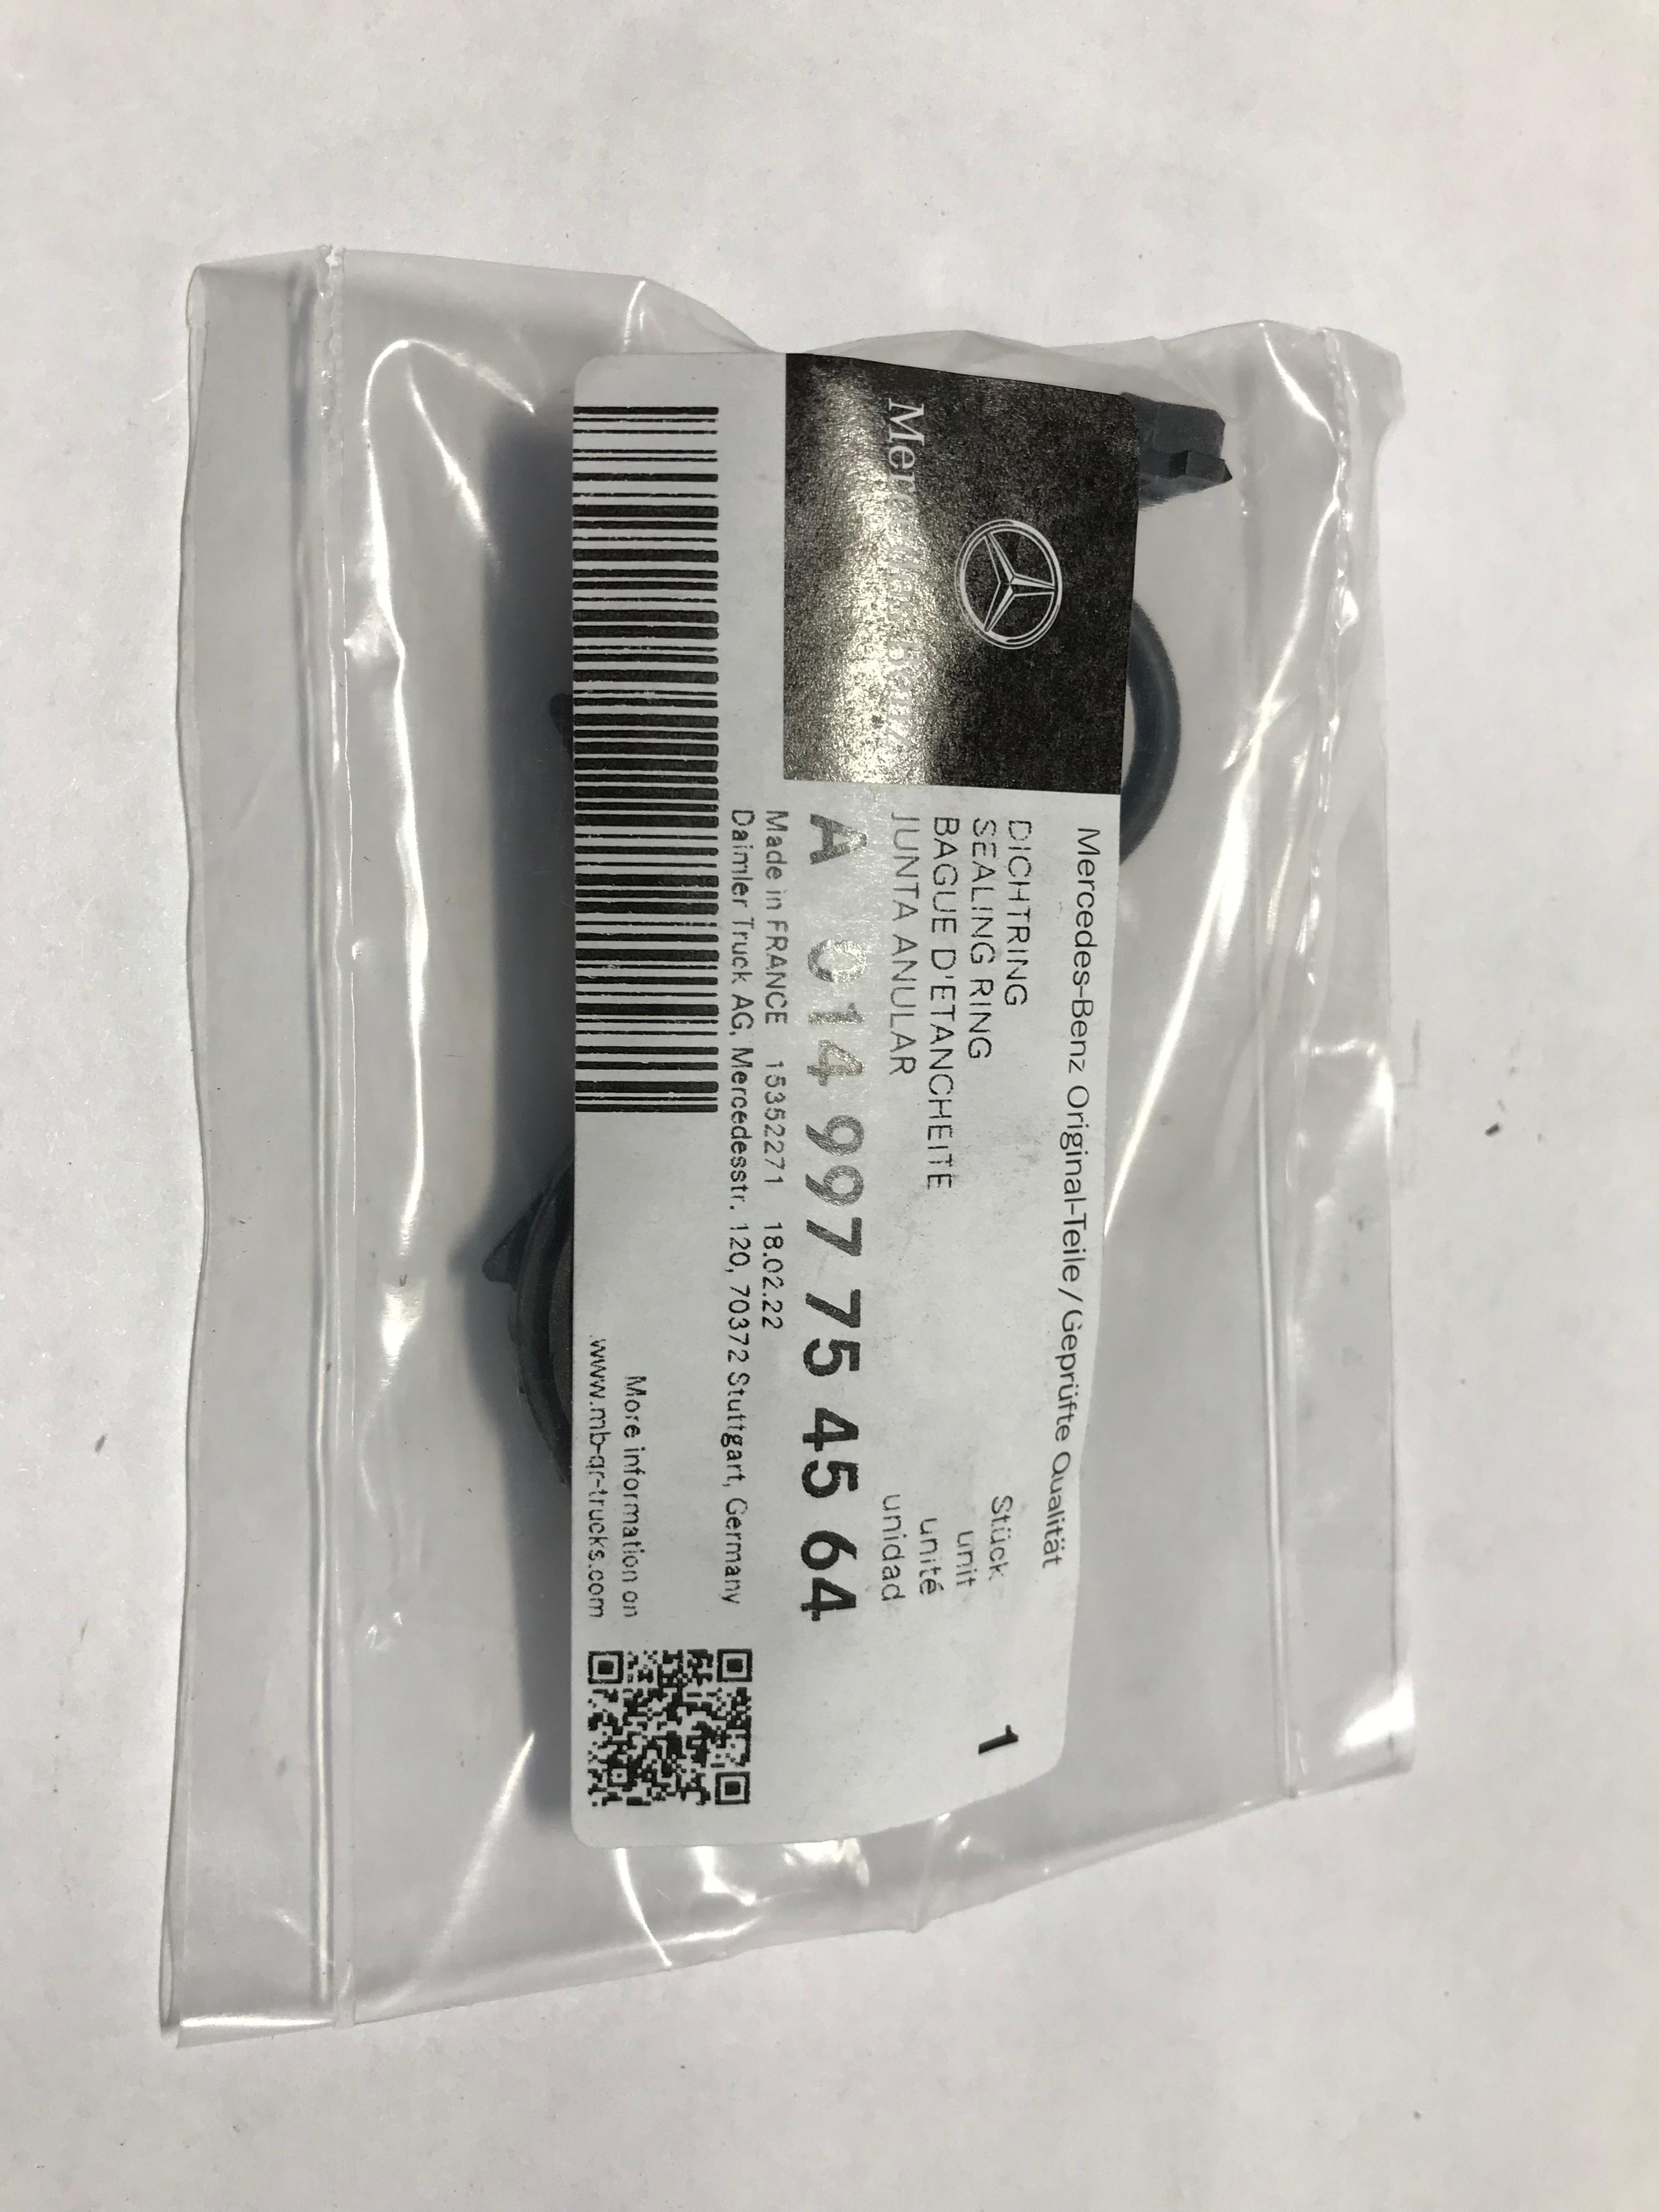 Mercedes-Benz Original-Teile / Geprüfte Qualität
Mercedes-Benz
DICHTRING
SEALING RING
BAGUE D'ETANCHEITE
JUNTA ANULAR
Stück
unit
unité
unidad
1
A 014 997 75 45 64
Made in FRANCE 15352271 18.02.22
Daimler Truck AG, Mercedesstr. 120, 70372 Stuttgart, Germany
More information on
www.mb-qr-trucks.com